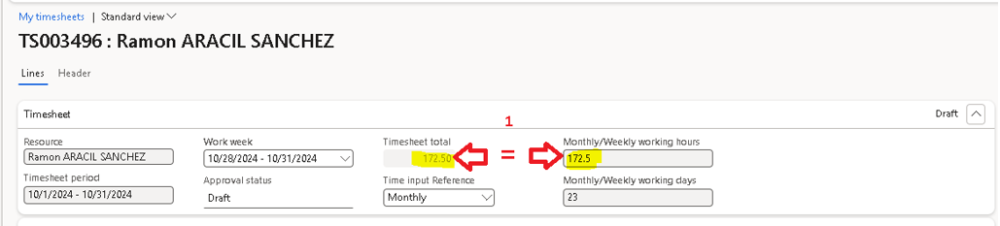 My timesheets | Standard view
TS003496 : Ramon ARACIL SANCHEZ
Lines Header
Timesheet Draft
1
Resource Work week Timesheet total Monthly/Weekly working hours
Ramon ARACIL SANCHEZ 10/28/2024 - 10/31/2024 172.50 = 172.5
Timesheet period Approval status Time input Reference Monthly/Weekly working days
10/1/2024 - 10/31/2024 Draft Monthly 23